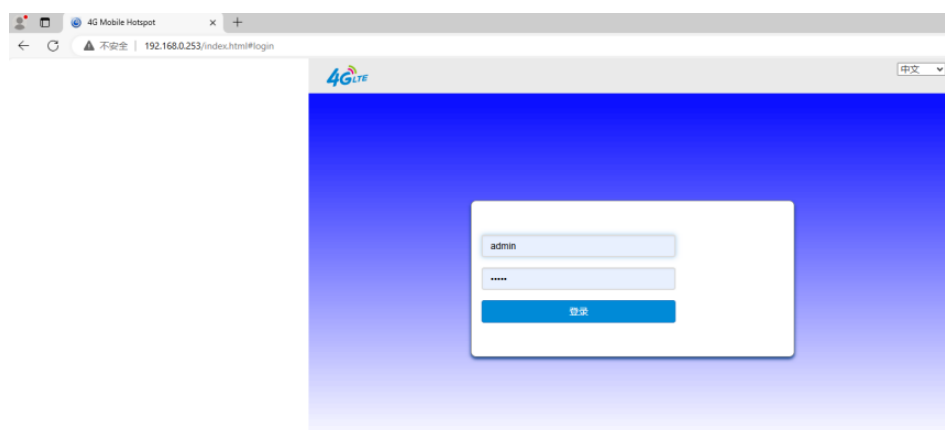 4G Mobile Hotspot
不安全 | 192.168.0.253/index.html#login
4G LTE
中文
admin
•••••
登录